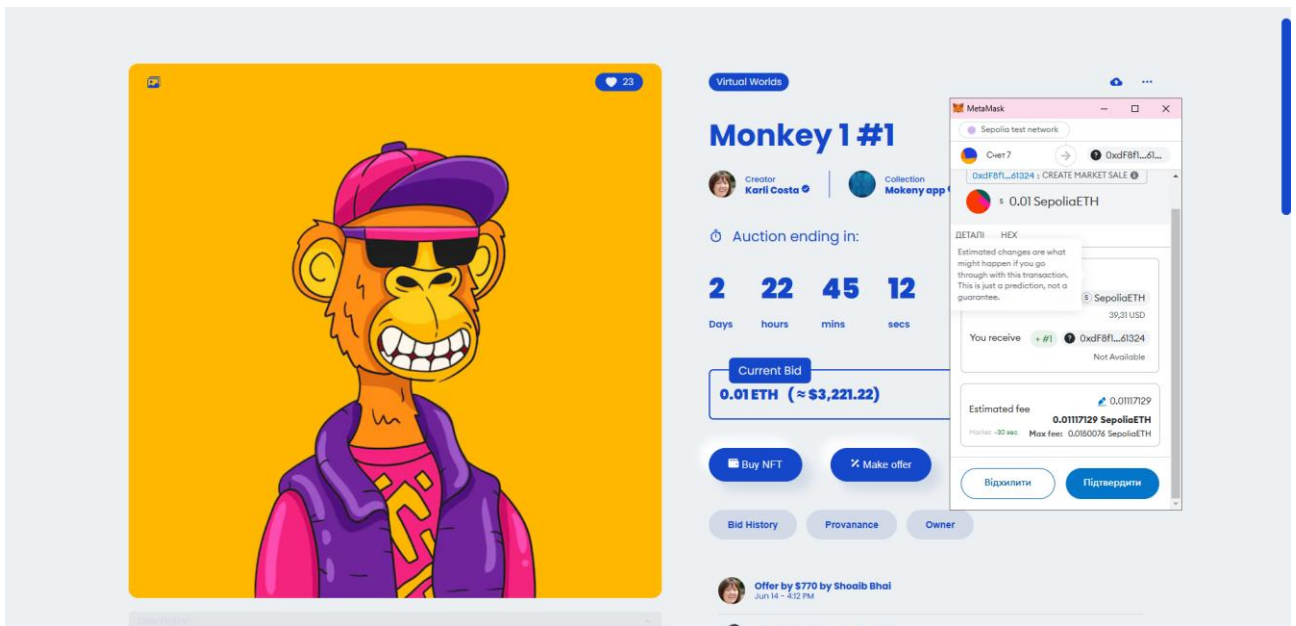 23
Virtual Worlds
Monkey 1 #1
Creator
Karli Costa
Collection
Mokeny app
Auction ending in:
2 22 45 12
Days hours mins secs
Current Bid
0.01 ETH (≈ $3,221.22)
Buy NFT
Make offer
Bid History
Provanance
Owner
Offer by $770 by Shoaib Bhai
Jun 14 - 4:12 PM
Description
MetaMask
Sepolia test network
Счет 7
0xdF8f1...61...
0xdF8f1...61324 : CREATE MARKET SALE
S 0.01 SepoliaETH
ДЕТАЛІ HEX
Estimated changes are what
might happen if you go
through with this transaction.
This is just a prediction, not a
guarantee.
S SepoliaETH
39,31 USD
You receive + #1 0xdF8f1...61324
Not Available
0.01117129
Estimated fee
0.01117129 SepoliaETH
Market ~30 sec Max fee: 0.0150076 SepoliaETH
Відхилити
Підтвердити